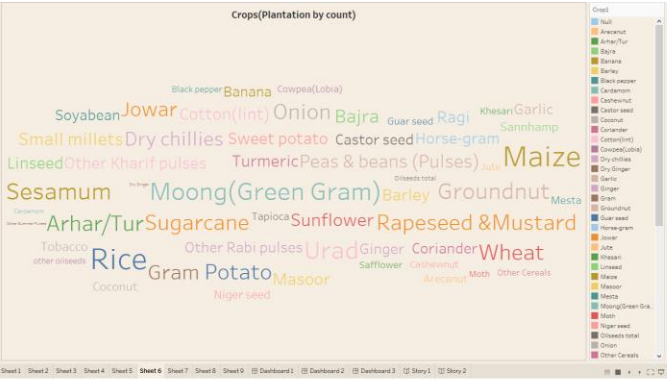 Crops(Plantation by count)
Black pepper Banana Cowpea(Lobia)
Soyabean Jowar Cotton(lint) Onion Bajra Guar seed Ragi Khesari Garlic
Sannhamp
Small millets Dry chillies Sweet potato Castor seed Horse-gram
Linseed Other Kharif pulses Turmeric Peas & beans (Pulses) Jute Maize
Oilseeds total
Sesamum Dry Ginger Moong(Green Gram) Barley Groundnut Mesta
Cardamom
Arhar/Tur Sugarcane Tapioca Sunflower Rapeseed &Mustard
Tobacco Other Rabi pulses Urad Ginger Coriander Wheat
other oilseeds Rice Gram Potato Masoor Safflower Cashewnut Arecanut Moth Other Cereals
Coconut Niger seed
Crop1
Null
Arecanut
Arhar/Tur
Bajra
Banana
Barley
Black pepper
Cardamom
Cashewnut
Castor seed
Coconut
Coriander
Cotton(lint)
Cowpea(Lobia)
Dry chillies
Dry Ginger
Garlic
Ginger
Gram
Groundnut
Guar seed
Horse-gram
Jowar
Jute
Khesari
Linseed
Maize
Masoor
Mesta
Moong(Green Gra..
Moth
Niger seed
Oilseeds total
Onion
Other Cereals
Sheet 1 Sheet 2 Sheet 3 Sheet 4 Sheet 5 Sheet 6 Sheet 7 Sheet 8 Sheet 9 Dashboard 1 Dashboard 2 Dashboard 3 Story 1 Story 2